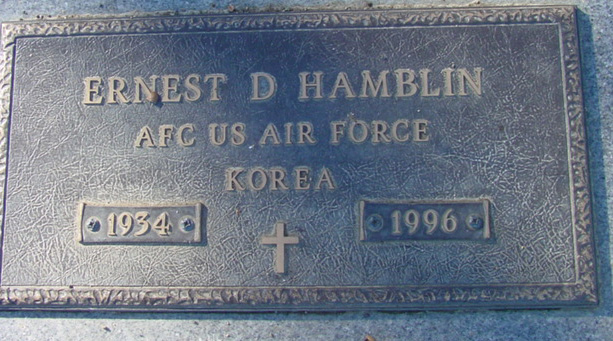 ERNEST D HAMBLIN
AFC US AIR FORCE
KOREA
1934 1996